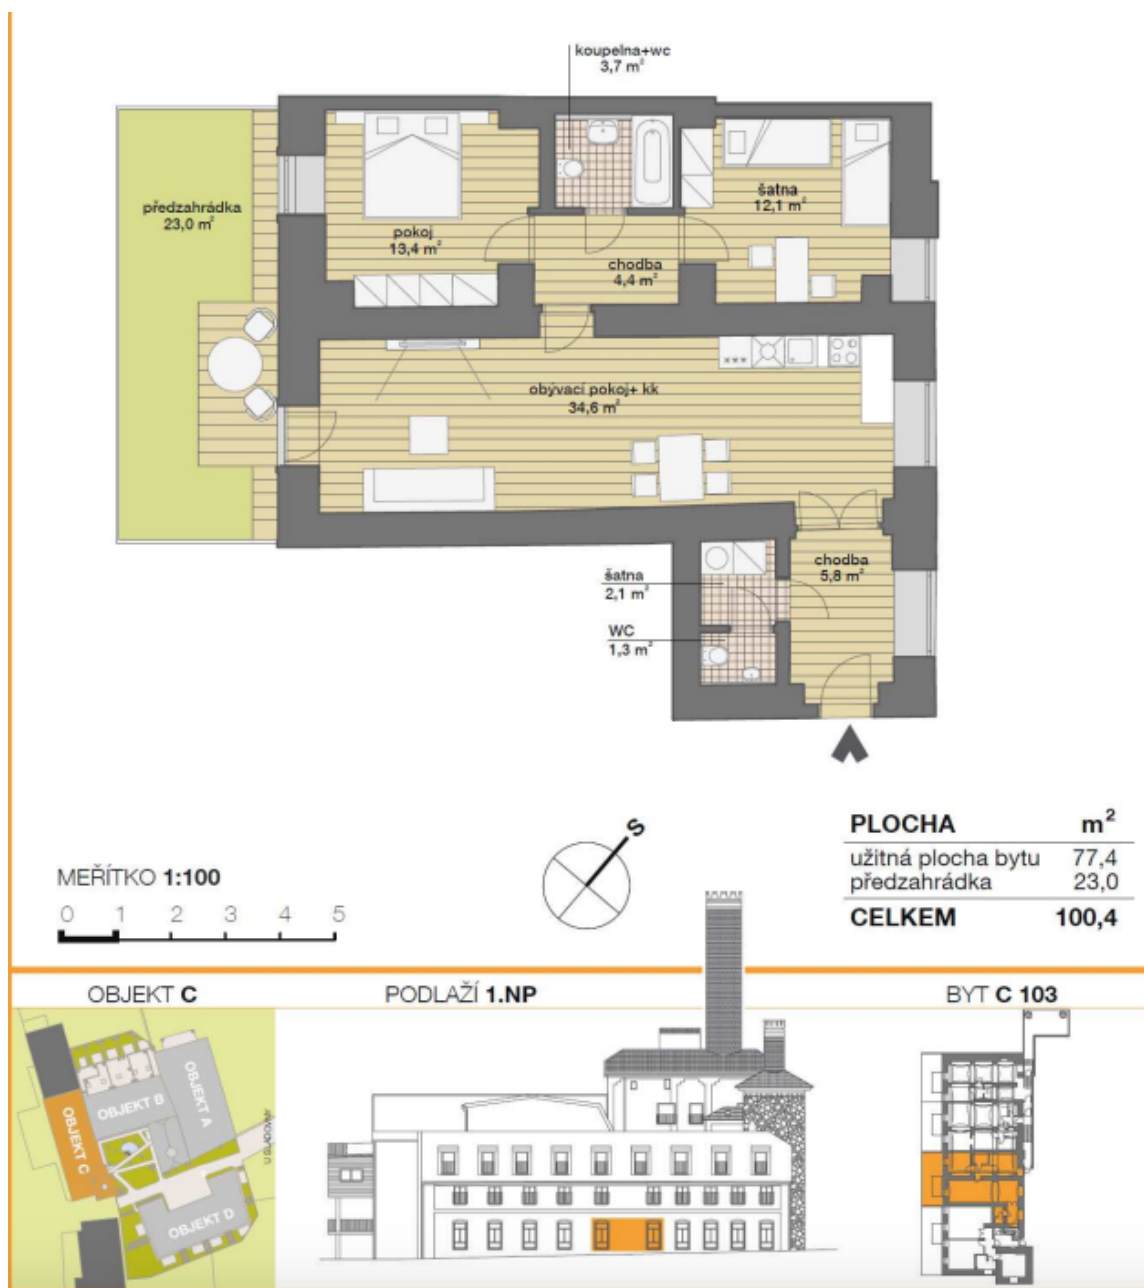 koupelna+wc
3,7 m²
předzahrádka
23,0 m²
pokoj
13,4 m²
šatna
12,1 m²
chodba
4,4 m²
obývací pokoj+ kk
34,6 m²
chodba
5,8 m²
šatna
2,1 m²
WC
1,3 m²
S
MEŘÍTKO 1:100
0 1 2 3 4 5
PLOCHA m²
užitná plocha bytu 77,4
předzahrádka 23,0
CELKEM 100,4
OBJEKT C
PODLAŽÍ 1.NP
BYT C 103
OBJEKT A
OBJEKT B
OBJEKT C
OBJEKT D
U SLADOVNY